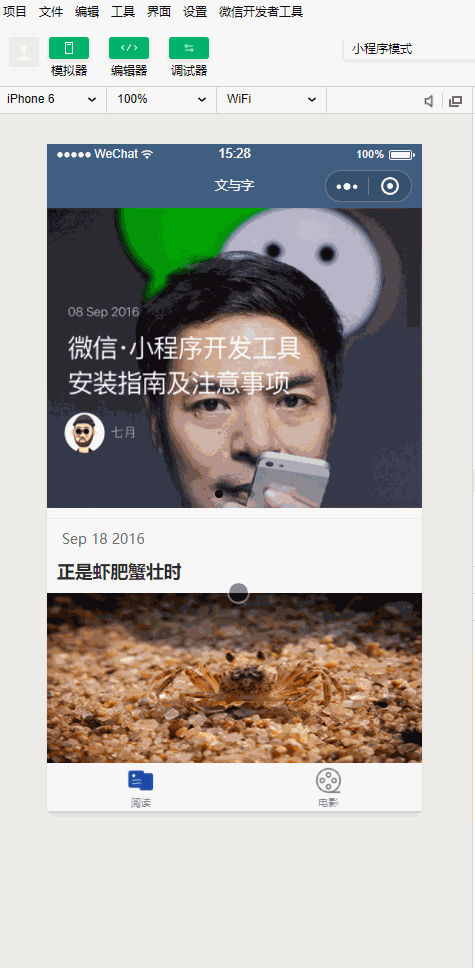 项目 文件 编辑 工具 界面 设置 微信开发者工具
模拟器 编辑器 调试器 小程序模式
iPhone 6 100% WiFi
WeChat 15:28 100%
文与字
08 Sep 2016
微信·小程序开发工具
安装指南及注意事项
七月
Sep 18 2016
正是虾肥蟹壮时
阅读 电影